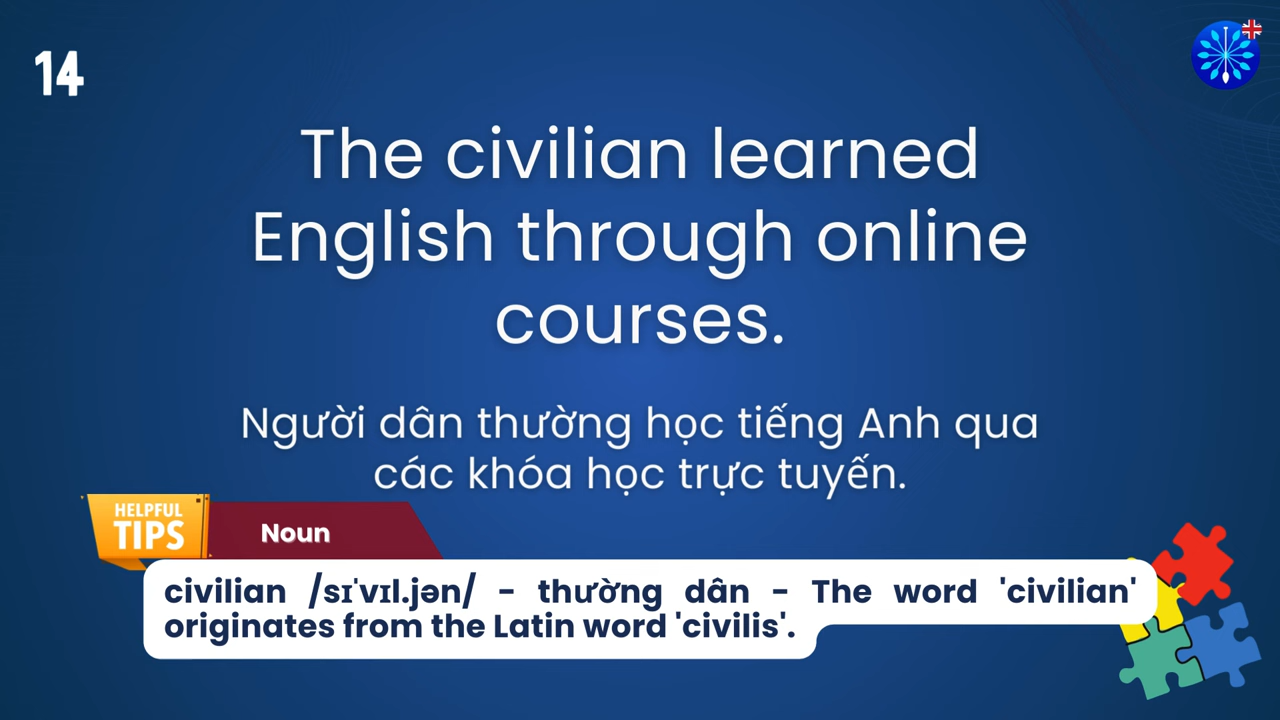 14
The civilian learned
English through online
courses.
Người dân thường học tiếng Anh qua
các khóa học trực tuyến.
HELPFUL
TIPS
Noun
civilian /sɪˈvɪl.jən/ - thường dân - The word 'civilian'
originates from the Latin word 'civilis'.